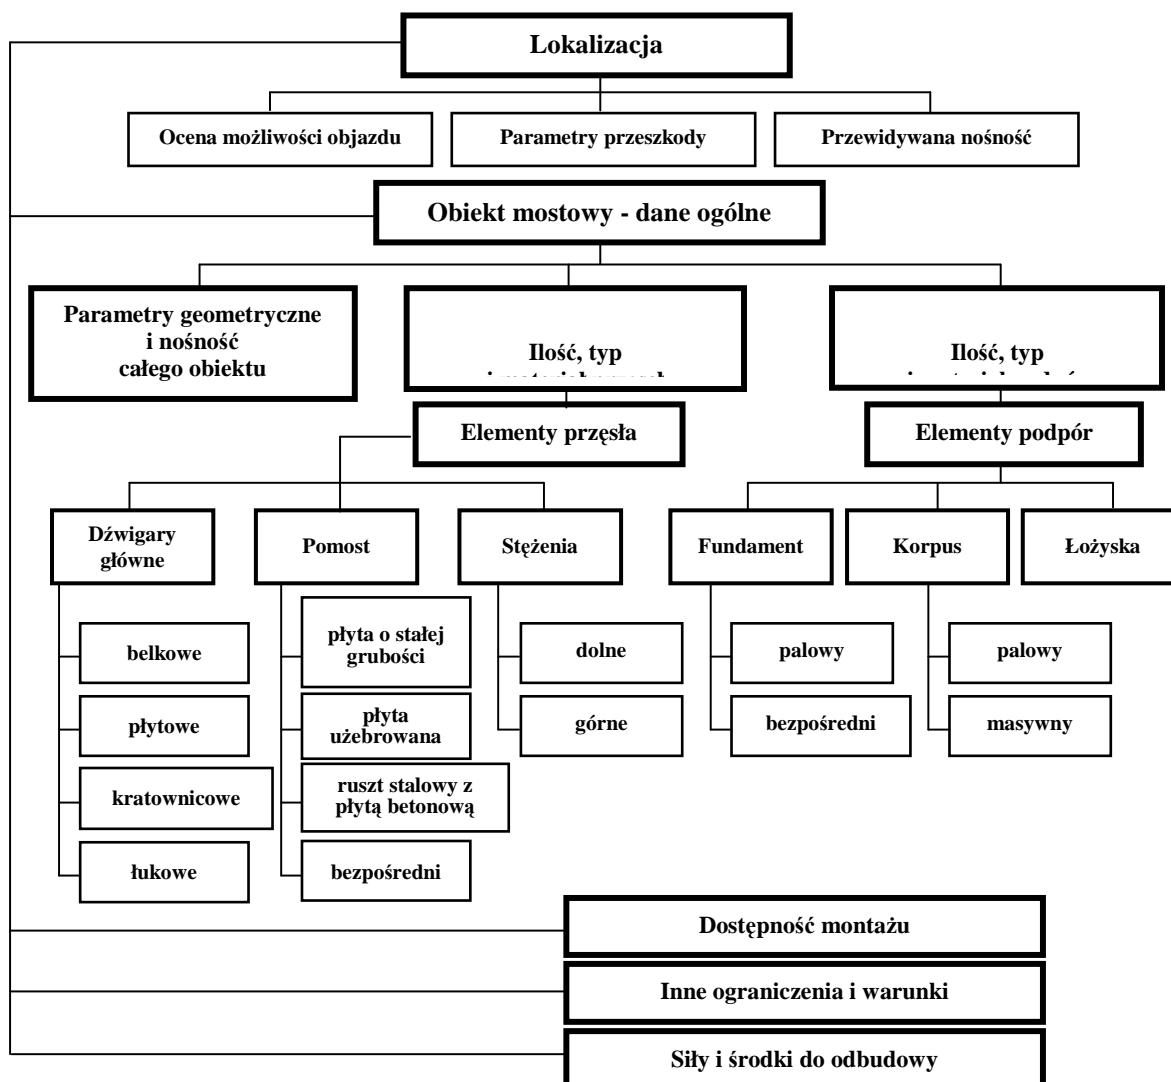 Lokalizacja
Ocena możliwości objazdu
Parametry przeszkody
Przewidywana nośność
Obiekt mostowy - dane ogólne
Parametry geometryczne
i nośność
całego obiektu
Ilość, typ
Ilość, typ
Elementy przęsła
Elementy podpór
Dźwigary
główne
Pomost
Stężenia
Fundament
Korpus
Łożyska
belkowe
płytowe
kratownicowe
łukowe
płyta o stałej
grubości
płyta
użebrowana
ruszt stalowy z
płytą betonową
bezpośredni
dolne
górne
palowy
bezpośredni
palowy
masywny
Dostępność montażu
Inne ograniczenia i warunki
Siły i środki do odbudowy